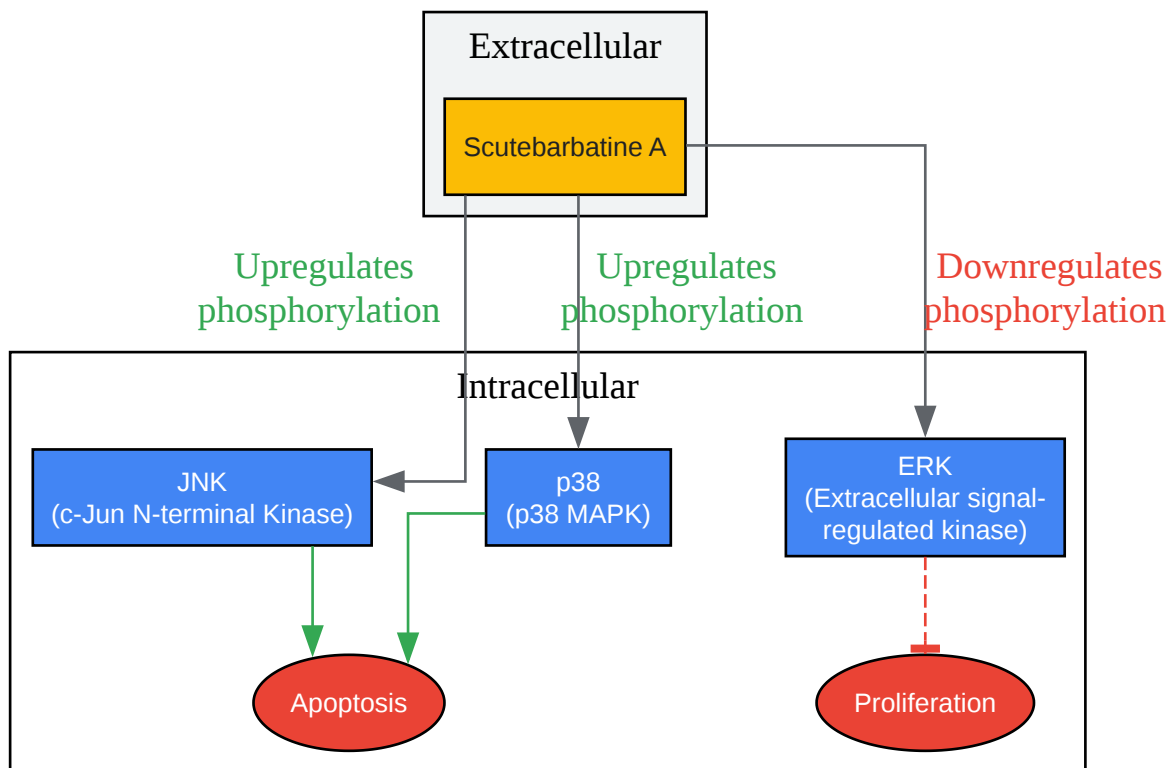 Extracellular
Scutebarbatine A
Upregulates
phosphorylation
Upregulates
phosphorylation
Downregulates
phosphorylation
Intracellular
JNK
(c-Jun N-terminal Kinase)
p38
(p38 MAPK)
ERK
(Extracellular signal-
regulated kinase)
Apoptosis
Proliferation